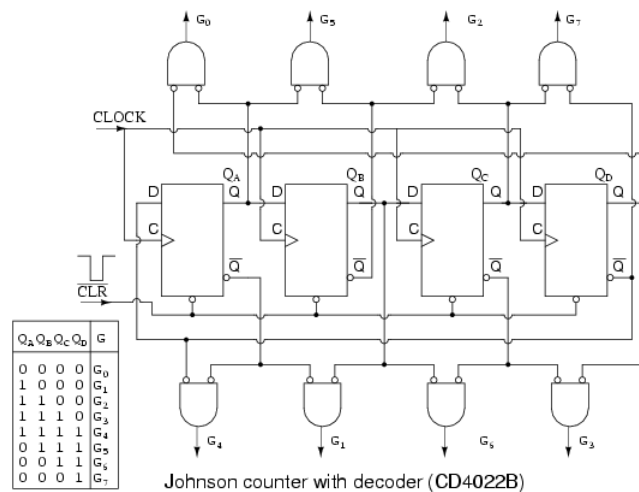 G0 G5 G2 G7
CLOCK
QA QB QC QD
D Q D Q D Q D Q
C C C C
Q Q Q Q
CLR
QA QB QC QD G
0 0 0 0 G0
1 0 0 0 G1
1 1 0 0 G2
1 1 1 0 G3
1 1 1 1 G4
0 1 1 1 G5
0 0 1 1 G6
0 0 0 1 G7
G4 G1 G6 G3
Johnson counter with decoder (CD4022B)